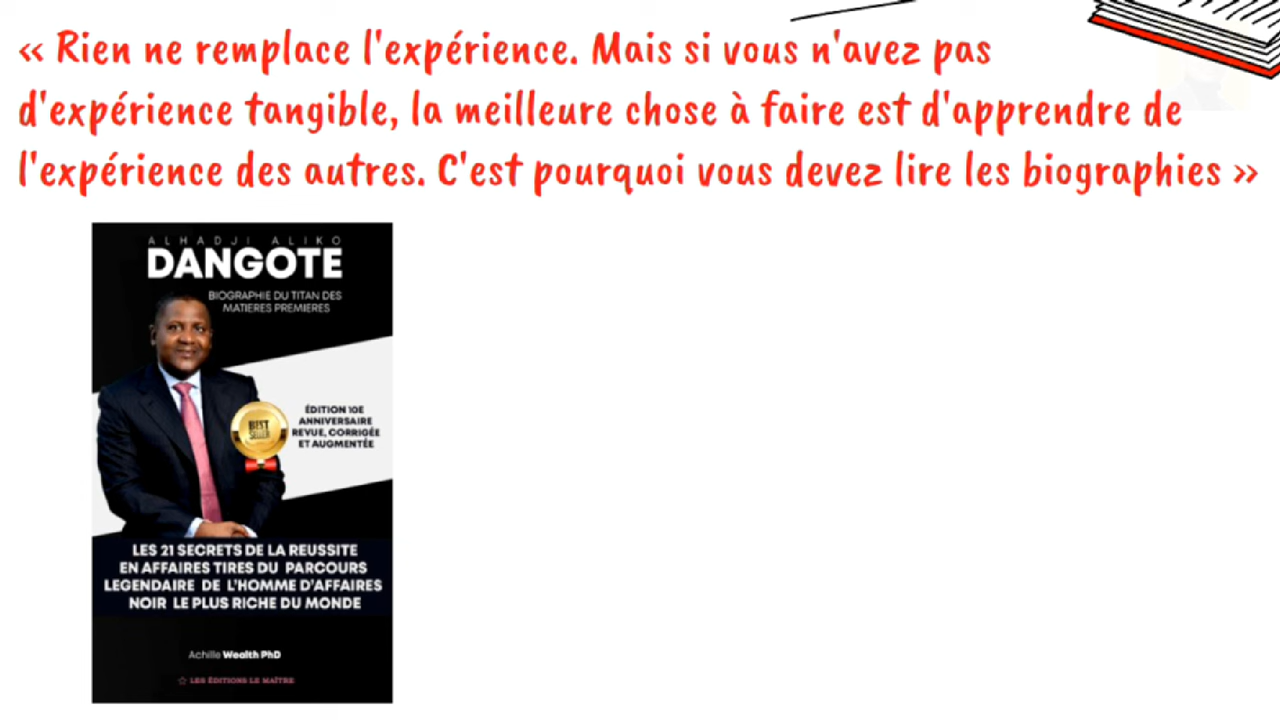 « Rien ne remplace l'expérience. Mais si vous n'avez pas
d'expérience tangible, la meilleure chose à faire est d'apprendre de
l'expérience des autres. C'est pourquoi vous devez lire les biographies »
ALHADJI ALIKO
DANGOTE
BIOGRAPHIE DU TITAN DES
MATIERES PREMIERES
ÉDITION 10E
ANNIVERSAIRE
REVUE, CORRIGÉE
ET AUGMENTÉE
BEST
SELLER
LES 21 SECRETS DE LA REUSSITE
EN AFFAIRES TIRES DU PARCOURS
LEGENDAIRE DE L'HOMME D'AFFAIRES
NOIR LE PLUS RICHE DU MONDE
Achille Wealth PhD
LES ÉDITIONS LE MAÎTRE